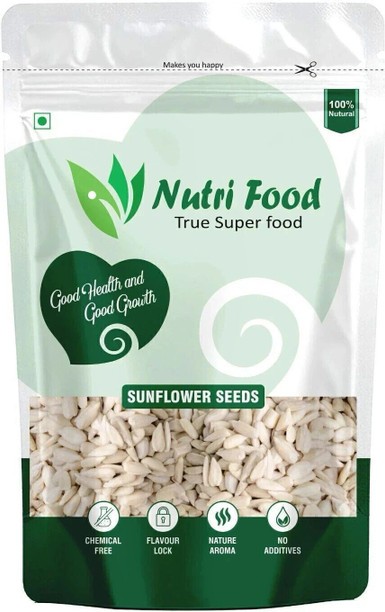 Makes you happy
100%
Natural
Nutri Food
True Super food
Good Health and
Good Growth
SUNFLOWER SEEDS
CHEMICAL
FREE
FLAVOUR
LOCK
NATURE
AROMA
NO
ADDITIVES